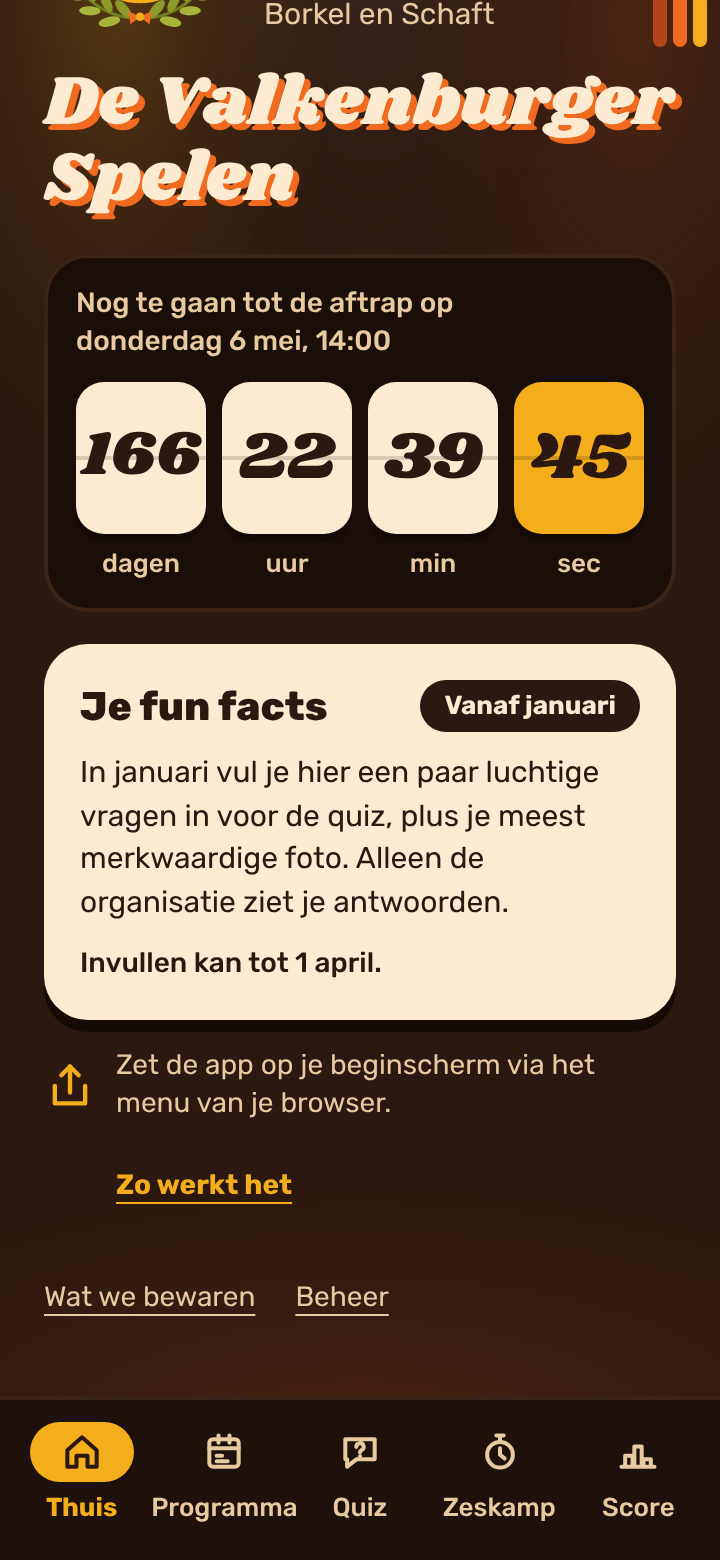 Borkel en Schaft
De Valkenburger
Spelen
Nog te gaan tot de aftrap op
donderdag 6 mei, 14:00
166 22 39 45
dagen uur min sec
Je fun facts
Vanaf januari
In januari vul je hier een paar luchtige
vragen in voor de quiz, plus je meest
merkwaardige foto. Alleen de
organisatie ziet je antwoorden.
Invullen kan tot 1 april.
Zet de app op je beginscherm via het
menu van je browser.
Zo werkt het
Wat we bewaren Beheer
Thuis Programma Quiz Zeskamp Score